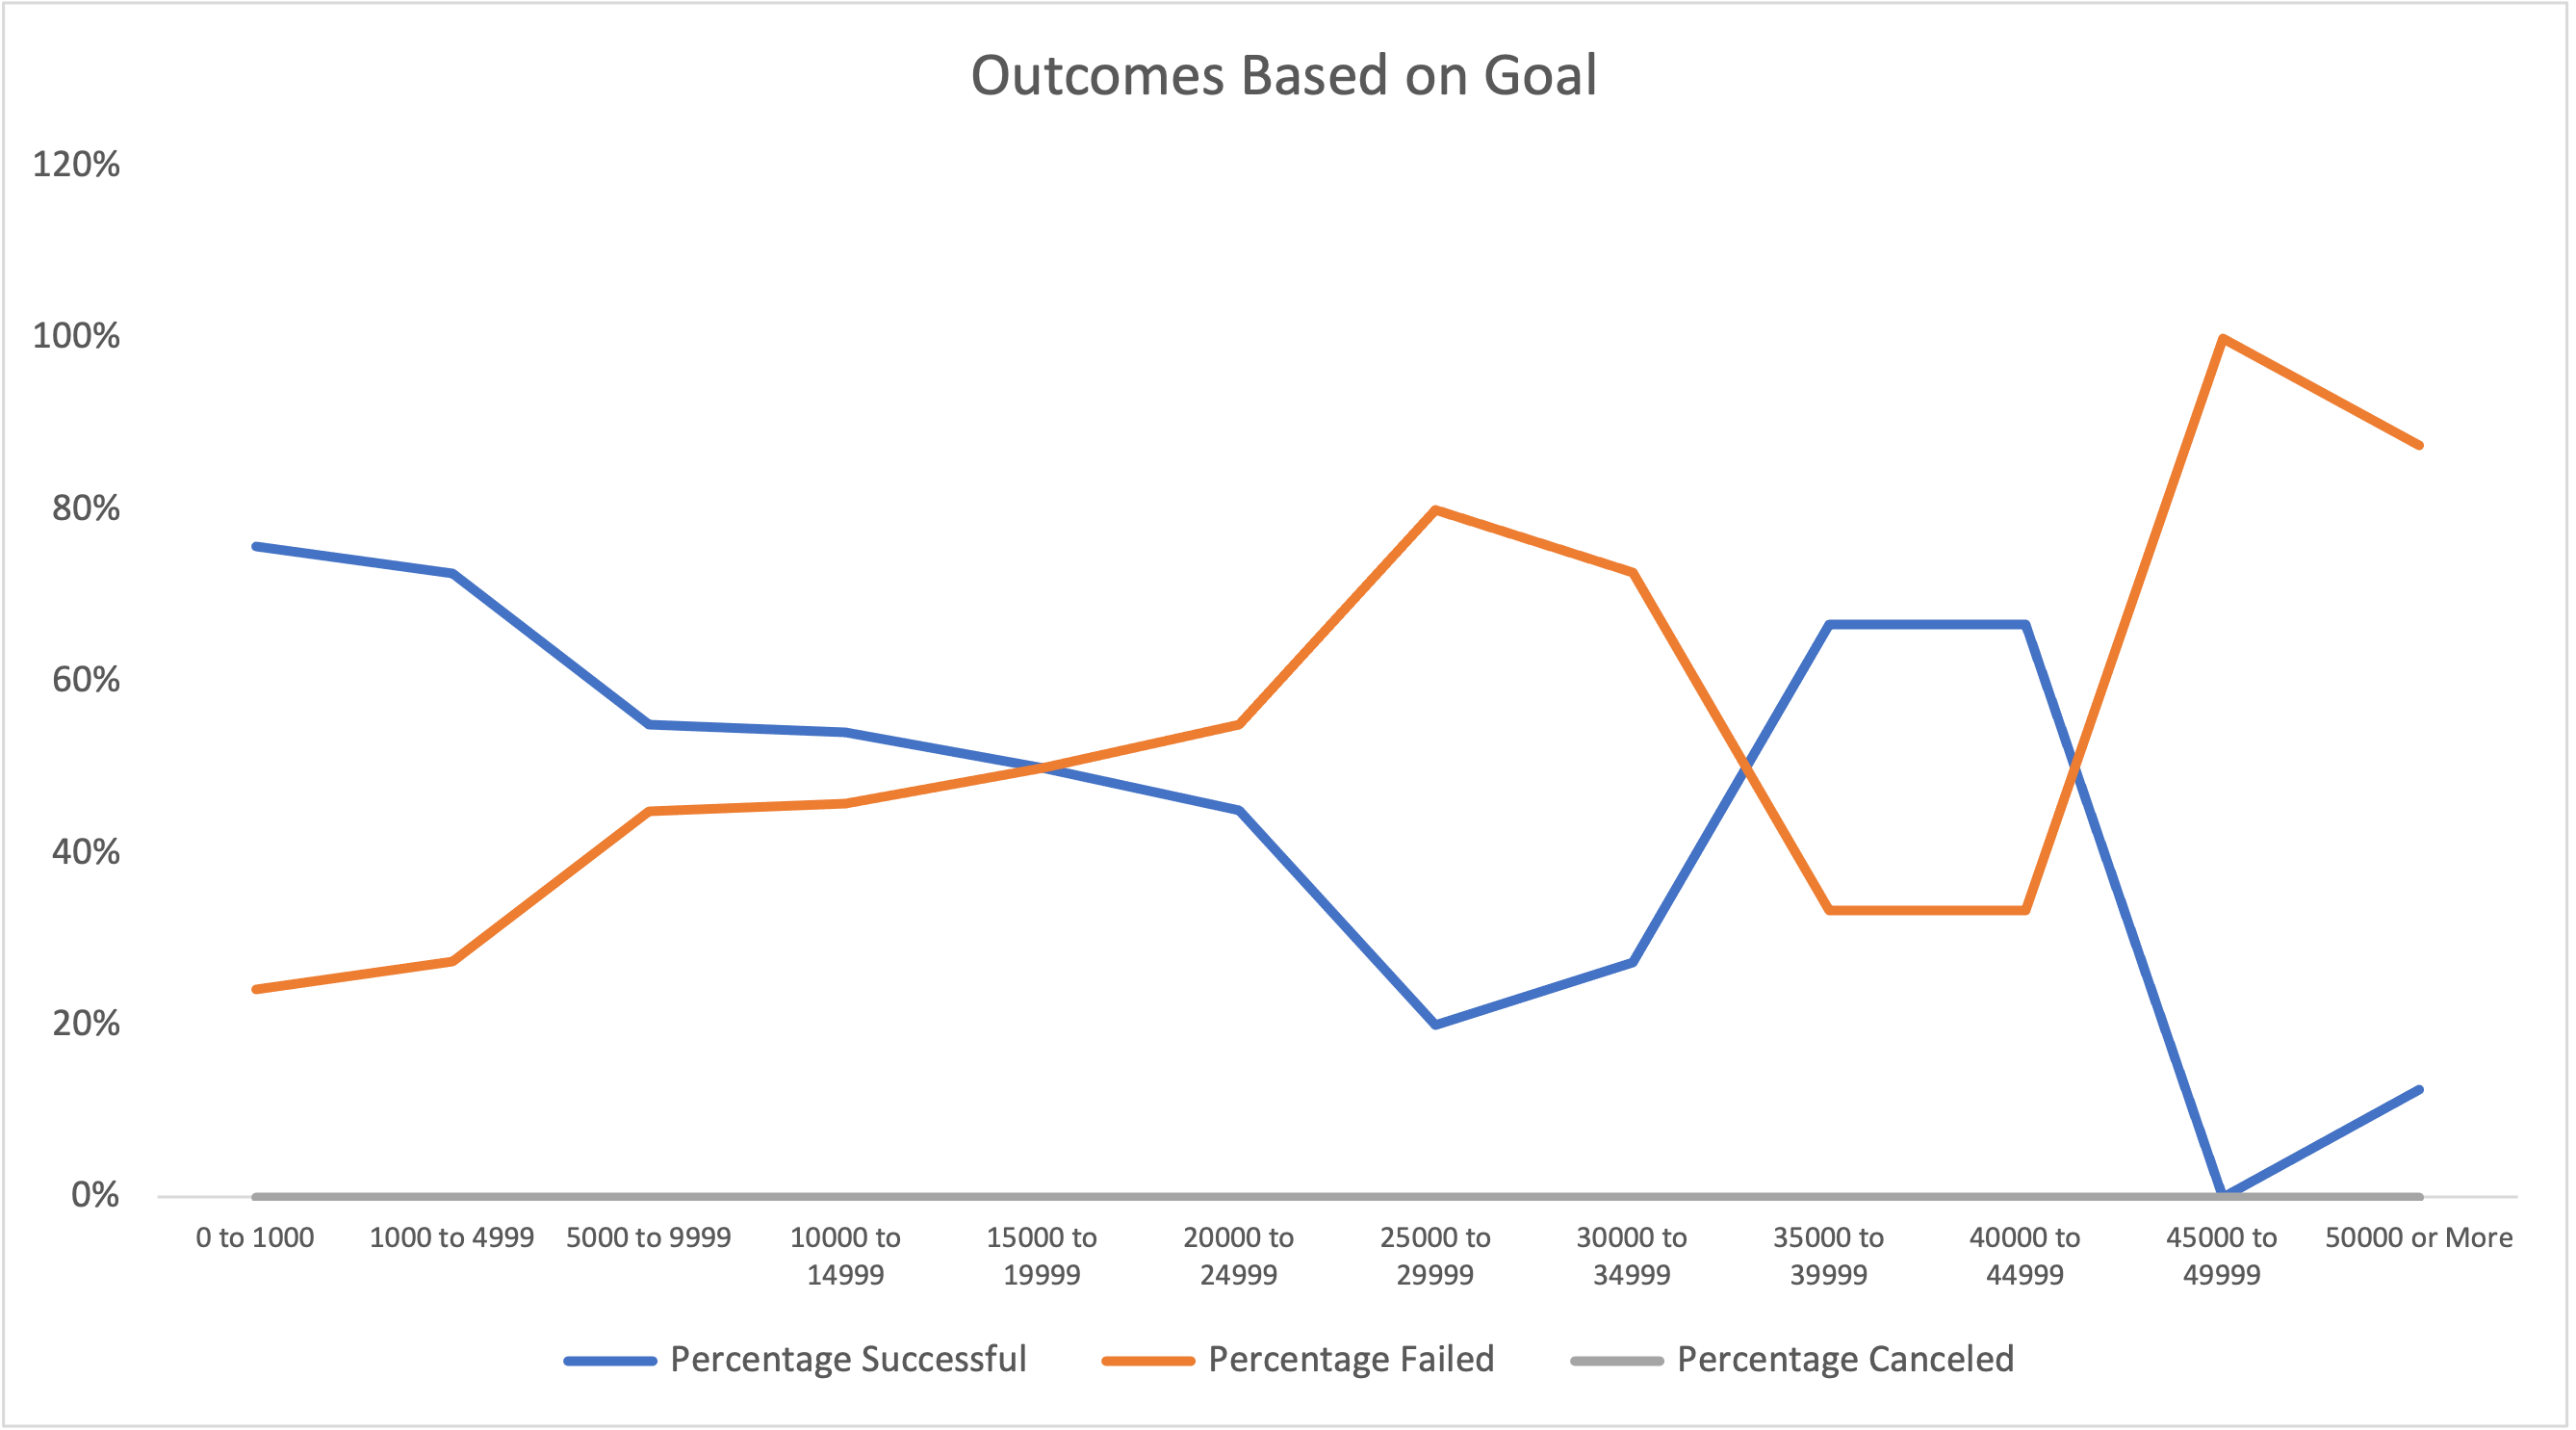 Outcomes Based on Goal
120%
100%
80%
60%
40%
20%
0%
0 to 1000
1000 to 4999
5000 to 9999
10000 to
14999
15000 to
19999
20000 to
24999
25000 to
29999
30000 to
34999
35000 to
39999
40000 to
44999
45000 to
49999
50000 or More
Percentage Successful
Percentage Failed
Percentage Canceled